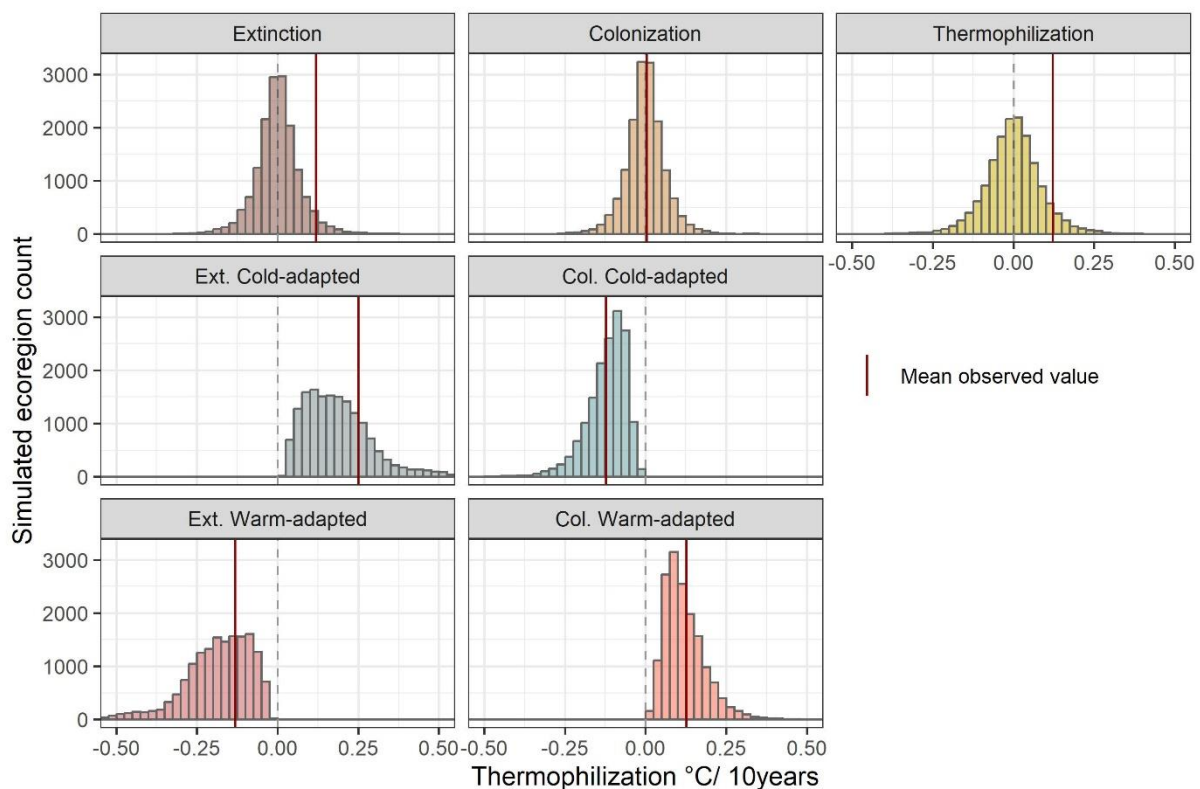 Extinction
Colonization
Thermophilization
3000
2000
1000
0
-0.50 -0.25 0.00 0.25 0.50
Ext. Cold-adapted
Col. Cold-adapted
3000
2000
1000
0
Mean observed value
Ext. Warm-adapted
Col. Warm-adapted
3000
2000
1000
0
-0.50 -0.25 0.00 0.25 0.50
-0.50 -0.25 0.00 0.25 0.50
Simulated ecoregion count
Thermophilization °C/ 10years